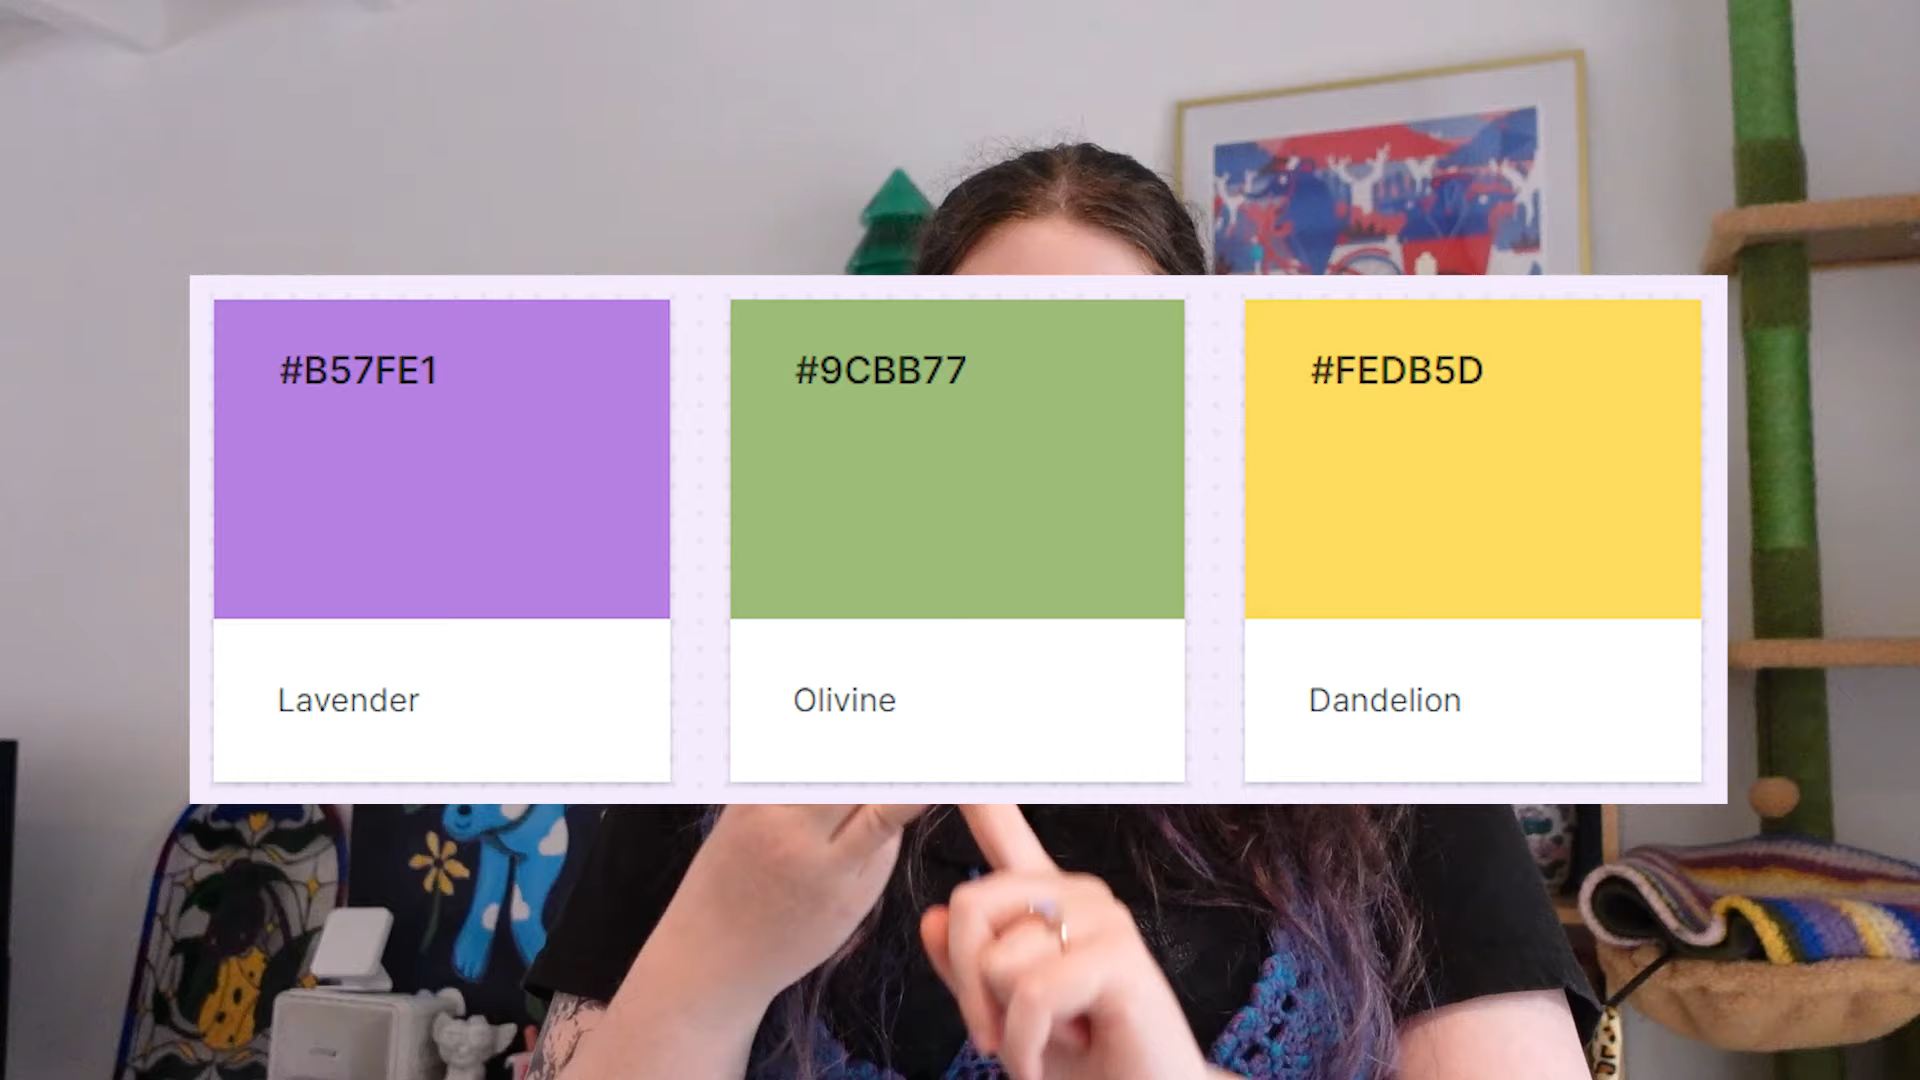 #B57FE1
#9CBB77
#FEDB5D
Lavender
Olivine
Dandelion